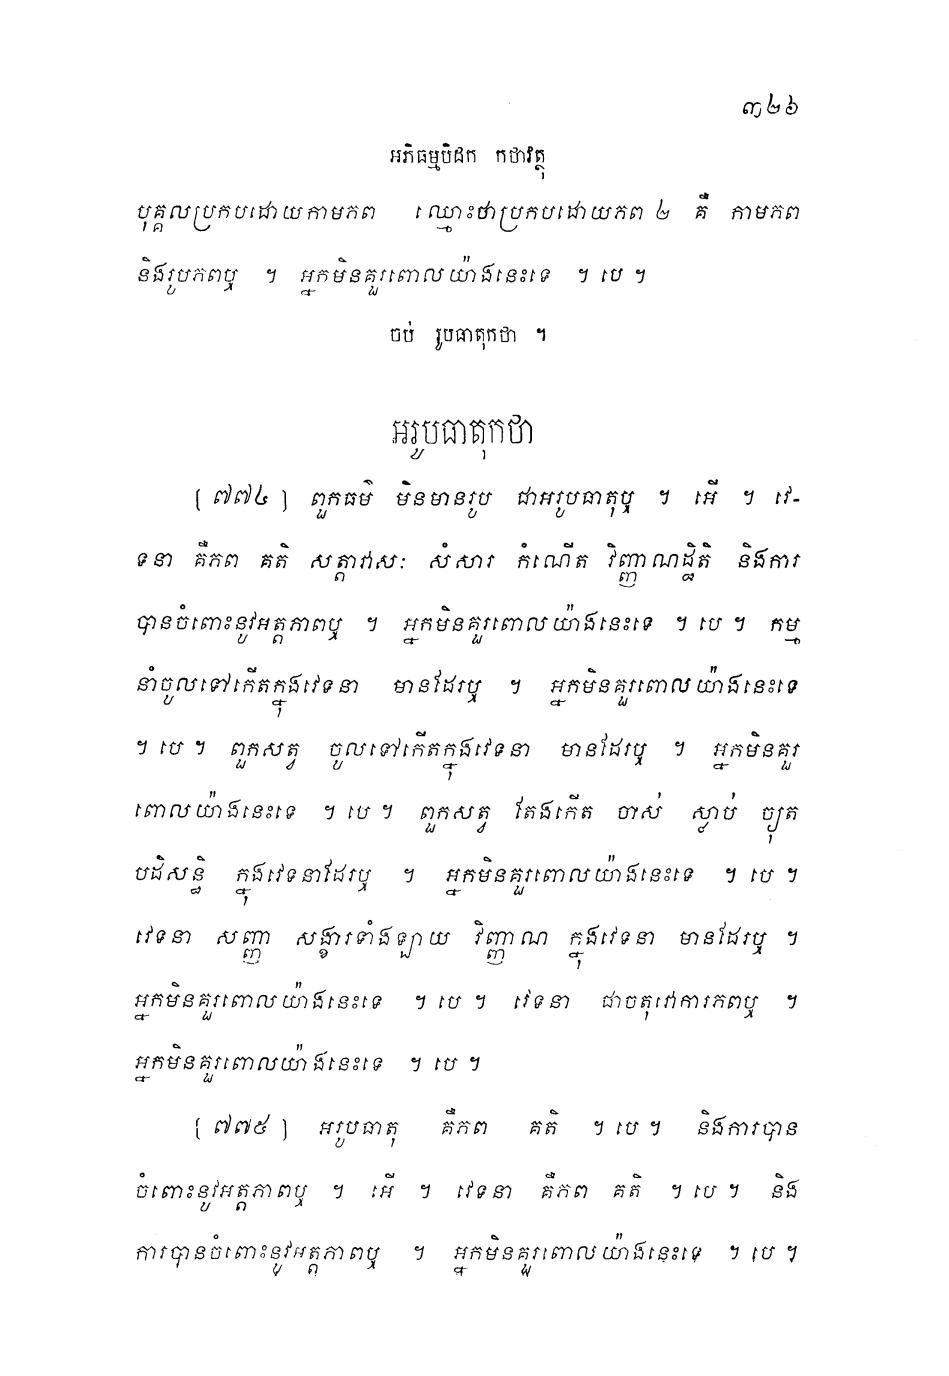 ៣២៦
អភិធម្មបិដក កថាវត្ថុ
បុគ្គលប្រកបដោយកាមភព ឈ្មោះថាប្រកបដោយភព ២ គឺ កាមភព
និងរូបភពឬ ។ អ្នកមិនគួរពោលយ៉ាងនេះទេ ។ បេ ។
ចប់ រូបធាតុកថា ។
អរូបធាតុកថា
[ ៧៧៤ ] ពួកធម៌ មិនមានរូប ជាអរូបធាតុឬ ។ អើ ។ វេ-
ទនា គឺភព គតិ សត្តាវាសៈ សំសារ កំណើត វិញ្ញាណដ្ឋិតិ និងការ
បានចំពោះនូវអត្តភាពឬ ។ អ្នកមិនគួរពោលយ៉ាងនេះទេ ។ បេ ។ កម្ម
នាំចូលទៅកើតក្នុងវេទនា មានដែរឬ ។ អ្នកមិនគួរពោលយ៉ាងនេះទេ
។ បេ ។ ពួកសត្វ ចូលទៅកើតក្នុងវេទនា មានដែរឬ ។ អ្នកមិនគួរ
ពោលយ៉ាងនេះទេ ។ បេ ។ ពួកសត្វ តែងកើត ចាស់ ស្លាប់ ច្យុត
បដិសន្ធិ ក្នុងវេទនាដែរឬ ។ អ្នកមិនគួរពោលយ៉ាងនេះទេ ។ បេ ។
វេទនា សញ្ញា សង្ខារទាំងឡាយ វិញ្ញាណ ក្នុងវេទនា មានដែរឬ ។
អ្នកមិនគួរពោលយ៉ាងនេះទេ ។ បេ ។ វេទនា ជាចតុវោការភពឬ ។
អ្នកមិនគួរពោលយ៉ាងនេះទេ ។ បេ ។
[ ៧៧៥ ] អរូបធាតុ គឺភព គតិ ។ បេ ។ និងការបាន
ចំពោះនូវអត្តភាពឬ ។ អើ ។ វេទនា គឺភព គតិ ។ បេ ។ និង
ការបានចំពោះនូវអត្តភាពឬ ។ អ្នកមិនគួរពោលយ៉ាងនេះទេ ។ បេ ។